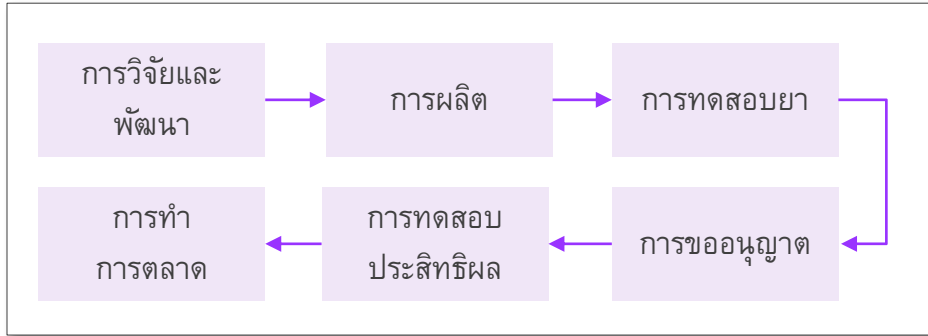 การวิจัยและ
พัฒนา
การผลิต
การทดสอบยา
การขออนุญาต
การทดสอบ
ประสิทธิผล
การทำ
การตลาด